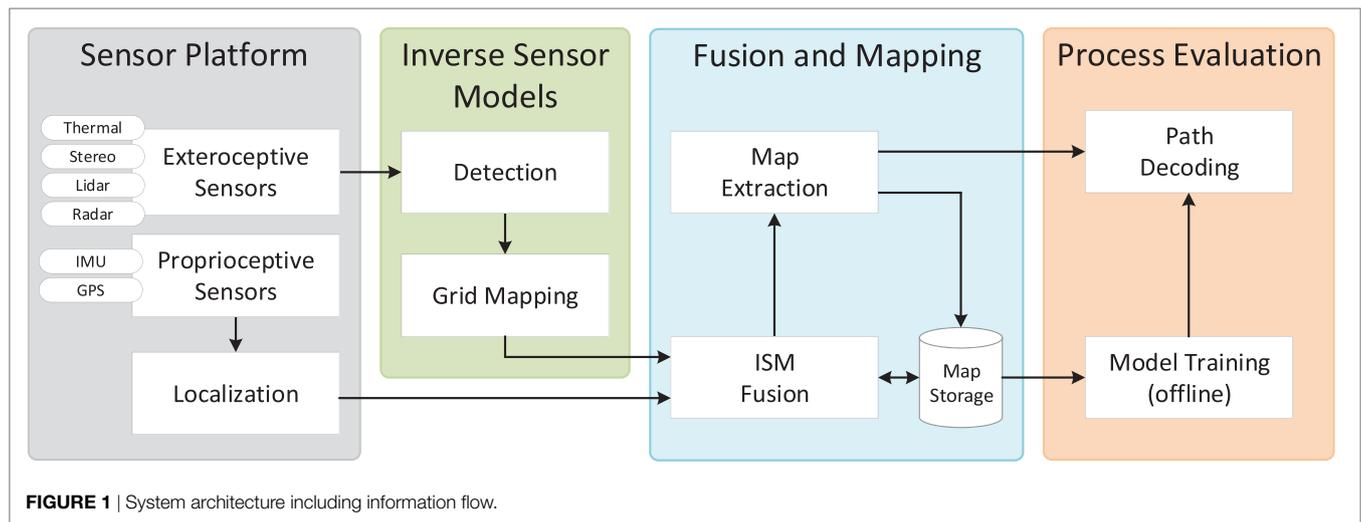 Sensor Platform
Thermal
Stereo
Lidar
Radar
Exteroceptive
Sensors
IMU
GPS
Proprioceptive
Sensors
Localization
Inverse Sensor
Models
Detection
Grid Mapping
Fusion and Mapping
Map
Extraction
ISM
Fusion
Map
Storage
Process Evaluation
Path
Decoding
Model Training
(offline)
FIGURE 1 | System architecture including information flow.